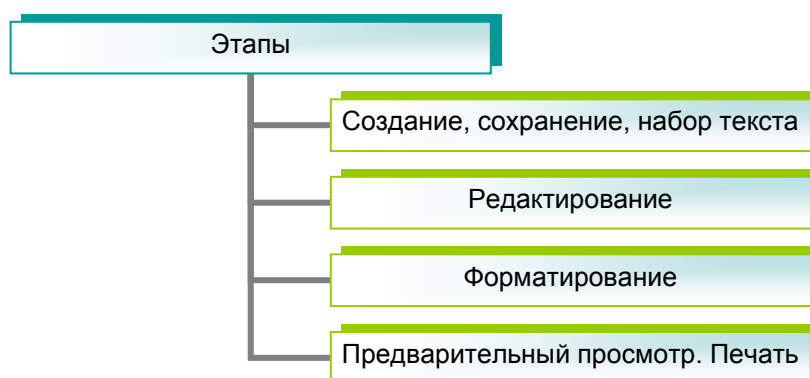 Этапы
Создание, сохранение, набор текста
Редактирование
Форматирование
Предварительный просмотр. Печать